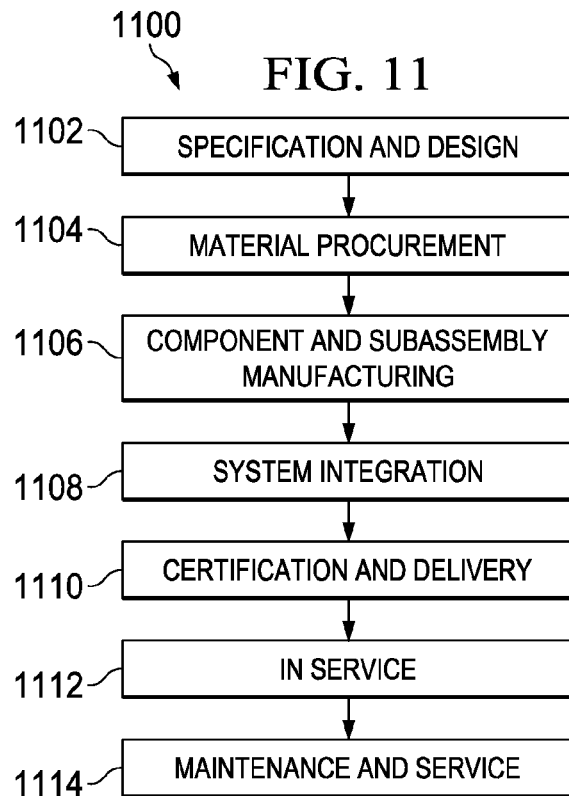 1100
FIG. 11
1102
SPECIFICATION AND DESIGN
1104
MATERIAL PROCUREMENT
1106
COMPONENT AND SUBASSEMBLY
MANUFACTURING
1108
SYSTEM INTEGRATION
1110
CERTIFICATION AND DELIVERY
1112
IN SERVICE
1114
MAINTENANCE AND SERVICE